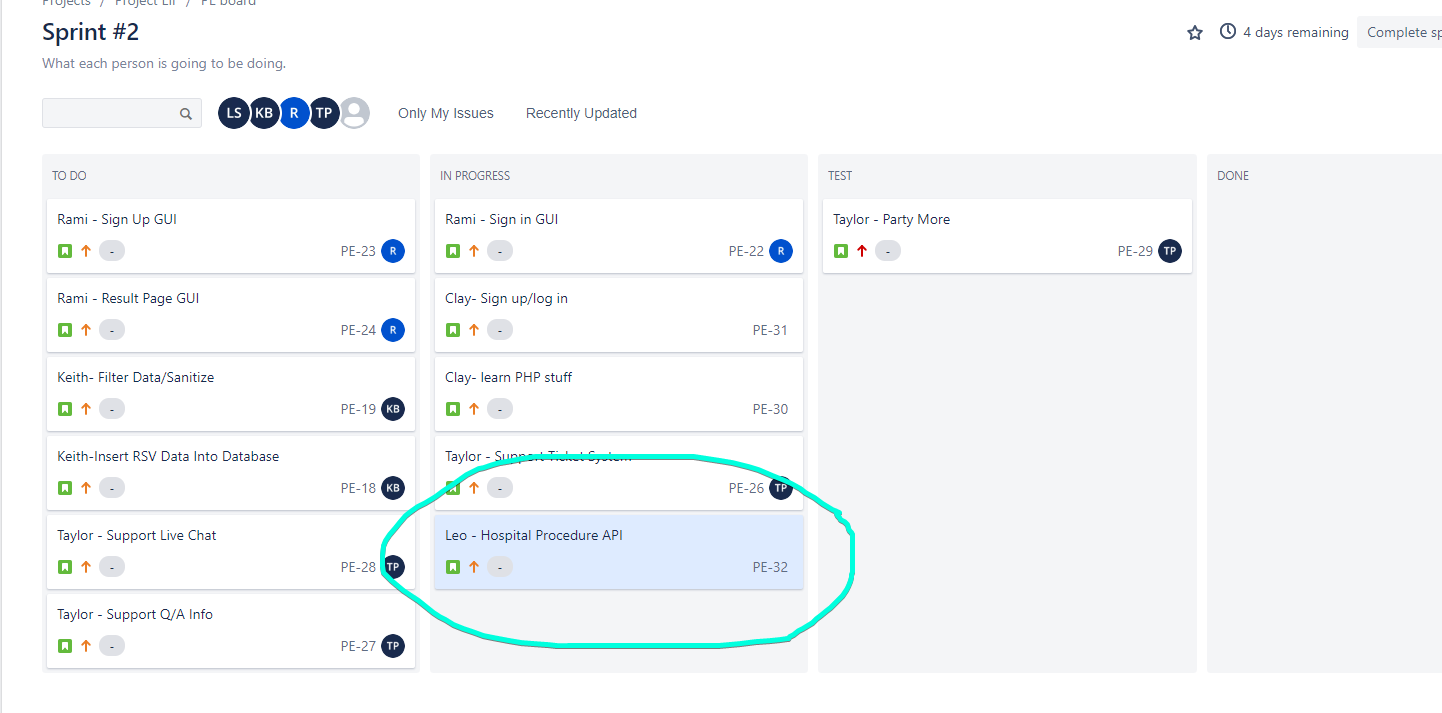 Projects / Project Elf / PE board
Sprint #2
4 days remaining
Complete sp
What each person is going to be doing.
LS KB R TP
Only My Issues
Recently Updated
TO DO
Rami - Sign Up GUI
- PE-23 R
Rami - Result Page GUI
- PE-24 R
Keith- Filter Data/Sanitize
- PE-19 KB
Keith-Insert RSV Data Into Database
- PE-18 KB
Taylor - Support Live Chat
- PE-28 TP
Taylor - Support Q/A Info
- PE-27 TP
IN PROGRESS
Rami - Sign in GUI
- PE-22 R
Clay- Sign up/log in
- PE-31
Clay- learn PHP stuff
- PE-30
Taylor - Support Ticket System
- PE-26 TP
Leo - Hospital Procedure API
- PE-32
TEST
Taylor - Party More
- PE-29 TP
DONE